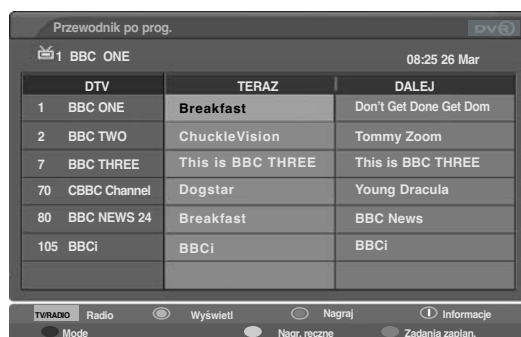 Przewodnik po prog. DVR
1 BBC ONE 08:25 26 Mar
DTV TERAZ DALEJ
1 BBC ONE Breakfast Don't Get Done Get Dom
2 BBC TWO ChuckleVision Tommy Zoom
7 BBC THREE This is BBC THREE This is BBC THREE
70 CBBC Channel Dogstar Young Dracula
80 BBC NEWS 24 Breakfast BBC News
105 BBCi BBCi BBCi
TV/RADIO Radio Wyświetl Nagraj Informacje
Mode Nagr. ręczne Zadania zaplan.